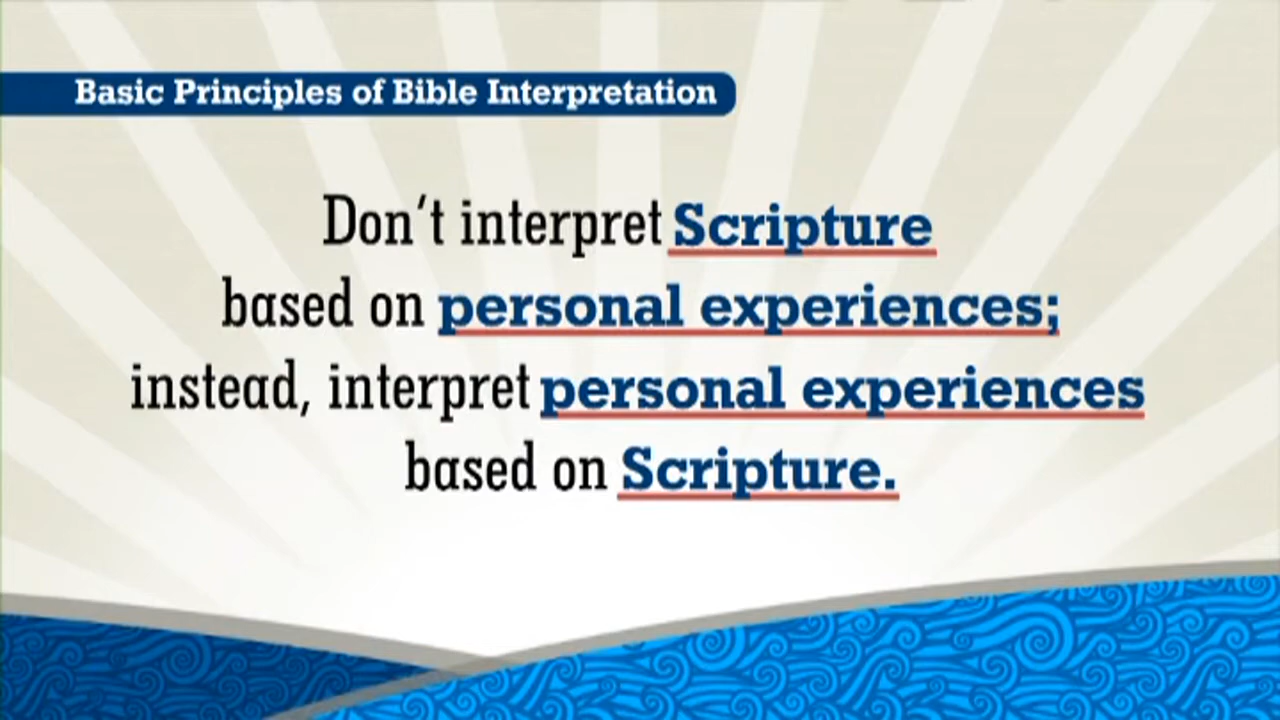 Basic Principles of Bible Interpretation
Don't interpret Scripture
based on personal experiences;
instead, interpret personal experiences
based on Scripture.